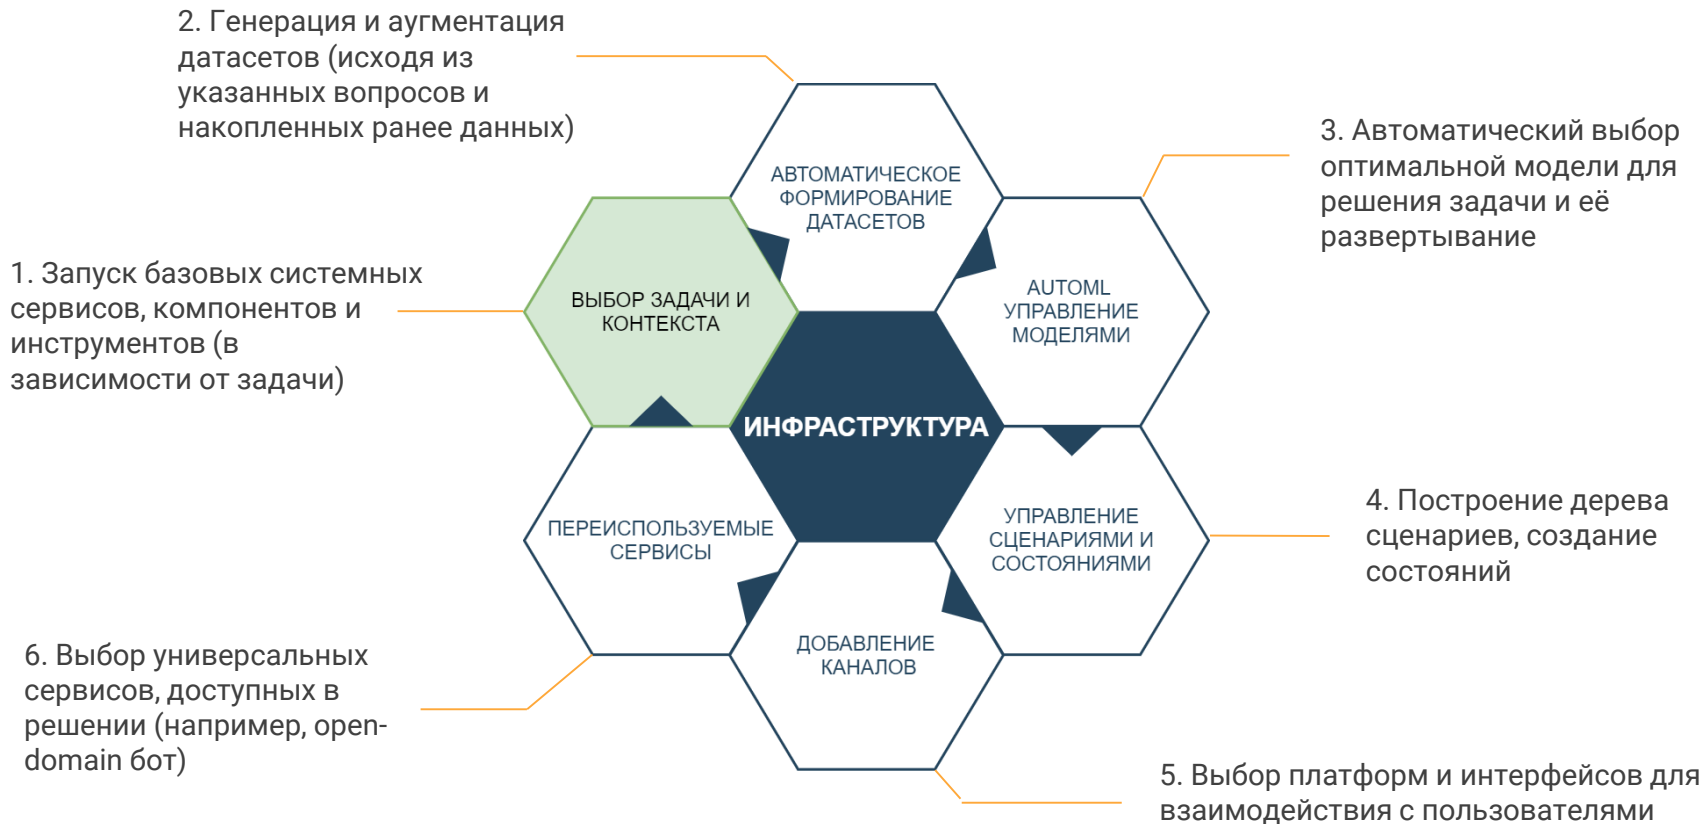 2. Генерация и аугментация
датасетов (исходя из
указанных вопросов и
накопленных ранее данных)
3. Автоматический выбор
оптимальной модели для
решения задачи и её
развертывание
АВТОМАТИЧЕСКОЕ
ФОРМИРОВАНИЕ
ДАТАСЕТОВ
1. Запуск базовых системных
сервисов, компонентов и
инструментов (в
зависимости от задачи)
ВЫБОР ЗАДАЧИ И
КОНТЕКСТА
AUTOML
УПРАВЛЕНИЕ
МОДЕЛЯМИ
ИНФРАСТРУКТУРА
ПЕРЕИСПОЛЬЗУЕМЫЕ
СЕРВИСЫ
УПРАВЛЕНИЕ
СЦЕНАРИЯМИ И
СОСТОЯНИЯМИ
4. Построение дерева
сценариев, создание
состояний
ДОБАВЛЕНИЕ
КАНАЛОВ
6. Выбор универсальных
сервисов, доступных в
решении (например, open-
domain бот)
5. Выбор платформ и интерфейсов для
взаимодействия с пользователями